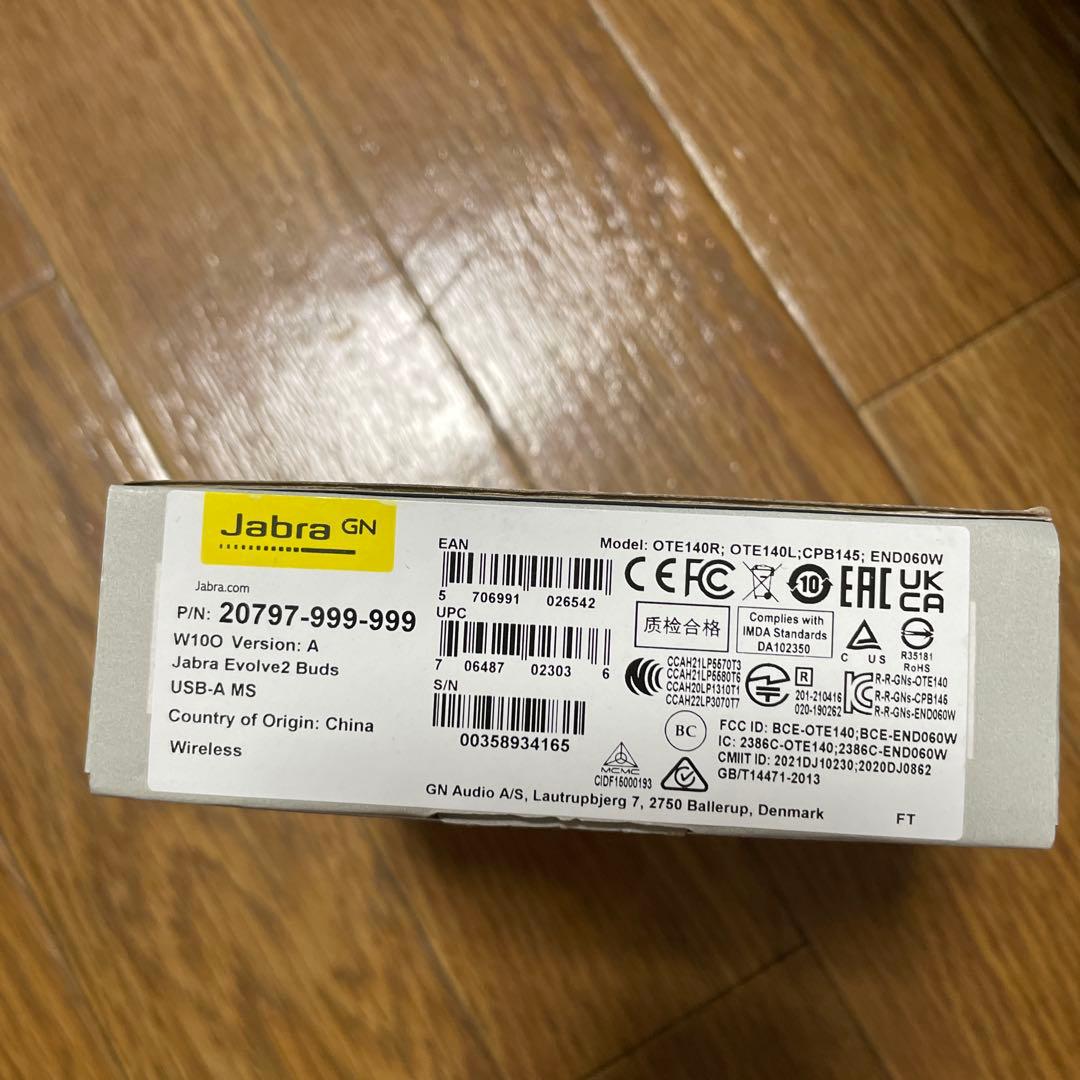 Jabra GN
Jabra.com
P/N: 20797-999-999
W10O Version: A
Jabra Evolve2 Buds
USB-A MS
Country of Origin: China
Wireless
EAN
5 706991 026542
UPC
7 06487 02303 6
S/N
00358934165
Model: OTE140R; OTE140L;CPB145; END060W
CE FC 10 EAC UKCA
质检合格
Complies with
IMDA Standards
DA102350
C US
R35181
RoHS
CCAH21LP5570T3
CCAH21LP5580T6
CCAH20LP1310T1
CCAH22LP3070T7
R
201-210416
020-190262
R-R-GNs-OTE140
R-R-GNs-CPB145
R-R-GNs-END060W
BC
FCC ID: BCE-OTE140;BCE-END060W
IC: 2386C-OTE140;2386C-END060W
CMIIT ID: 2021DJ10230;2020DJ0862
GB/T14471-2013
MCMC
CIDF16000193
GN Audio A/S, Lautrupbjerg 7, 2750 Ballerup, Denmark
FT